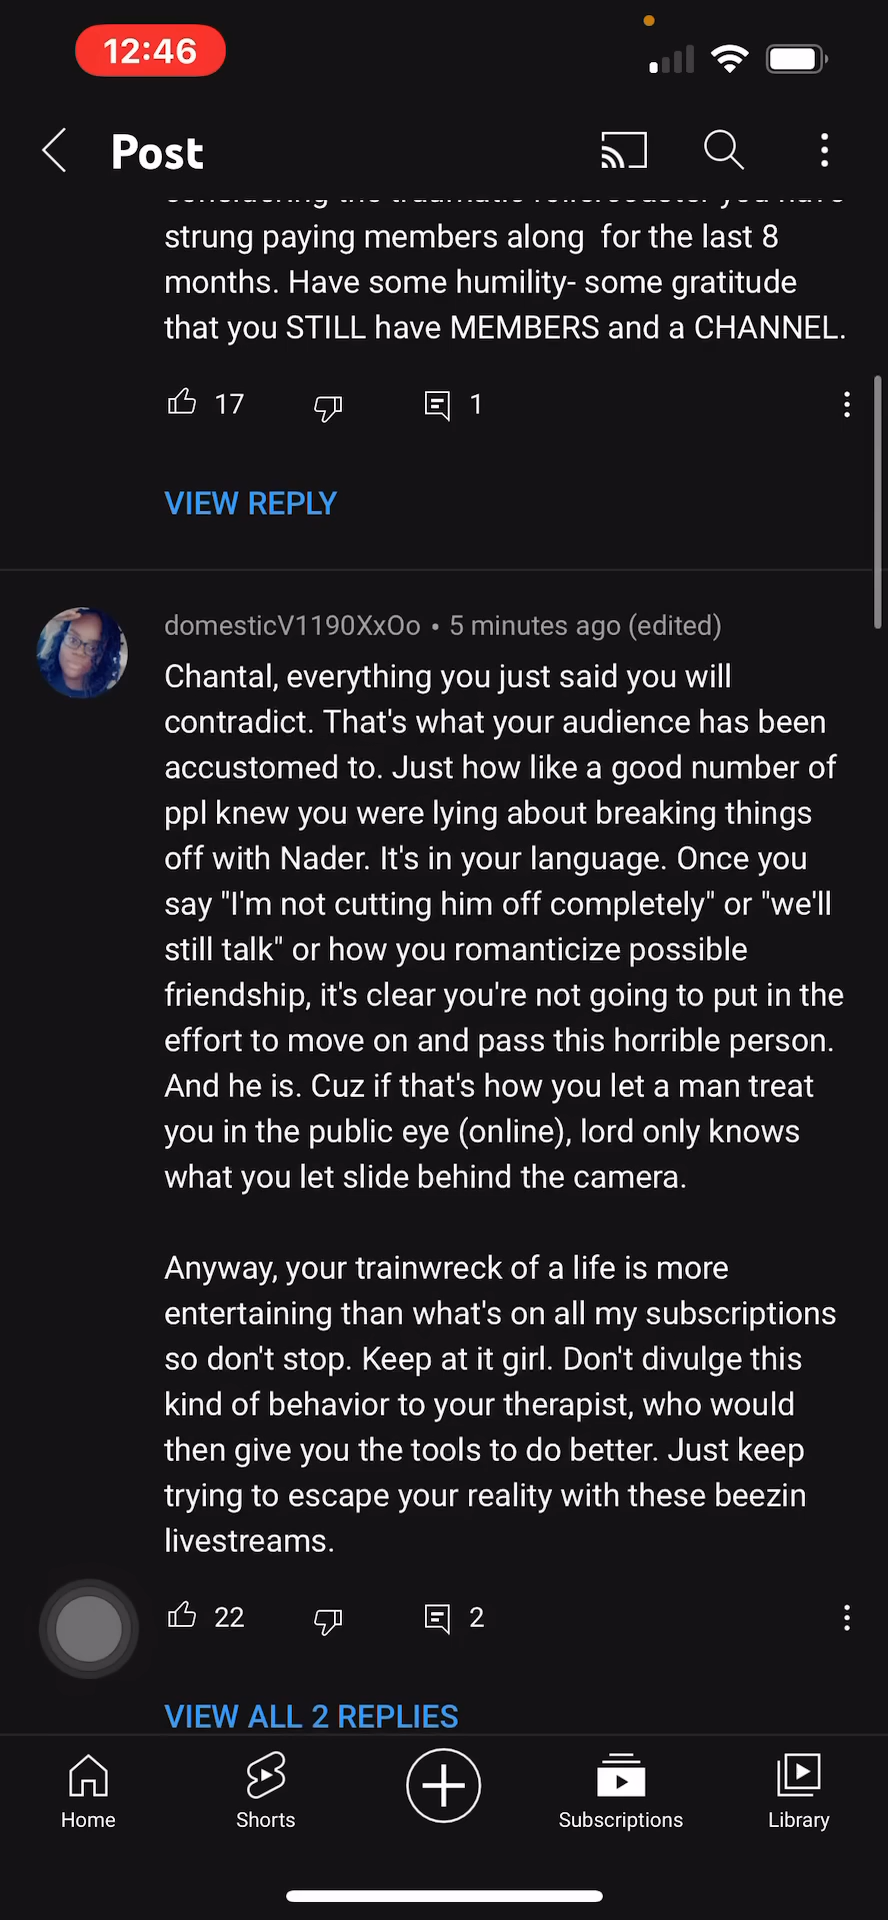 12:46
Post
considering the traumatic rollercoaster you have
strung paying members along  for the last 8
months. Have some humility- some gratitude
that you STILL have MEMBERS and a CHANNEL.
17
1
VIEW REPLY
domesticV1190XxOo • 5 minutes ago (edited)
Chantal, everything you just said you will
contradict. That's what your audience has been
accustomed to. Just how like a good number of
ppl knew you were lying about breaking things
off with Nader. It's in your language. Once you
say "I'm not cutting him off completely" or "we'll
still talk" or how you romanticize possible
friendship, it's clear you're not going to put in the
effort to move on and pass this horrible person.
And he is. Cuz if that's how you let a man treat
you in the public eye (online), lord only knows
what you let slide behind the camera.
Anyway, your trainwreck of a life is more
entertaining than what's on all my subscriptions
so don't stop. Keep at it girl. Don't divulge this
kind of behavior to your therapist, who would
then give you the tools to do better. Just keep
trying to escape your reality with these beezin
livestreams.
22
2
VIEW ALL 2 REPLIES
Home
Shorts
Subscriptions
Library